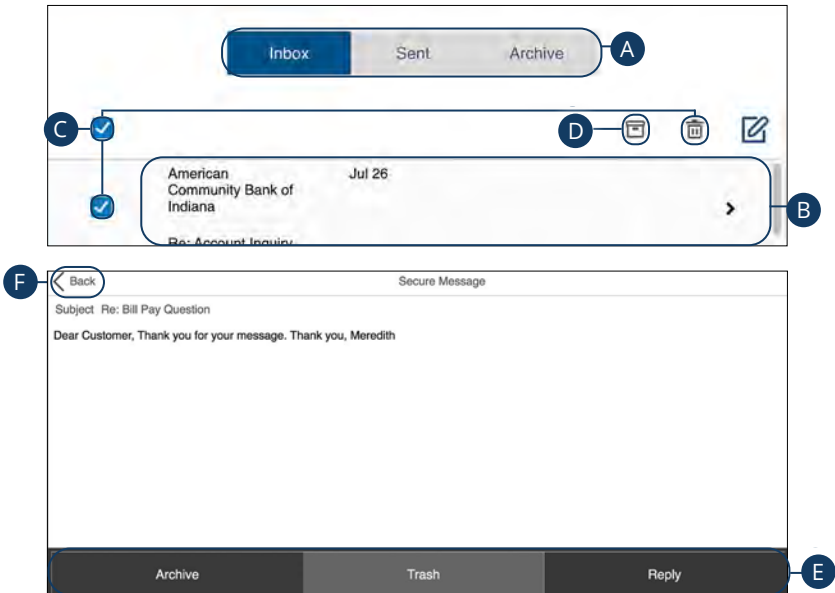 Inbox Sent Archive A
C D
American Jul 26
Community Bank of
Indiana
B
Re: Account Inquiry
F Back Secure Message
Subject Re: Bill Pay Question
Dear Customer, Thank you for your message. Thank you, Meredith
Archive Trash Reply E